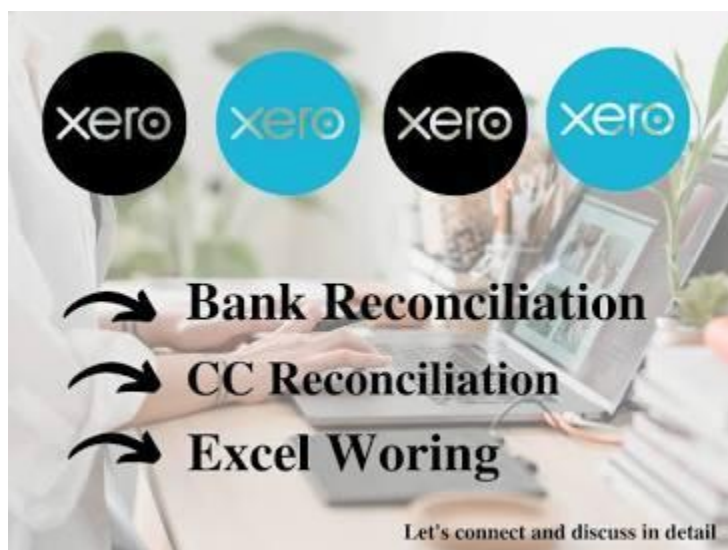 xero xero xero xero
Bank Reconciliation
CC Reconciliation
Excel Woring
Let's connect and discuss in detail